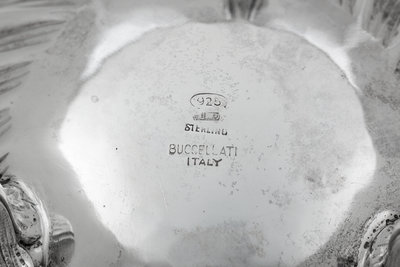 925
STERLING
BUCCELLATI
ITALY